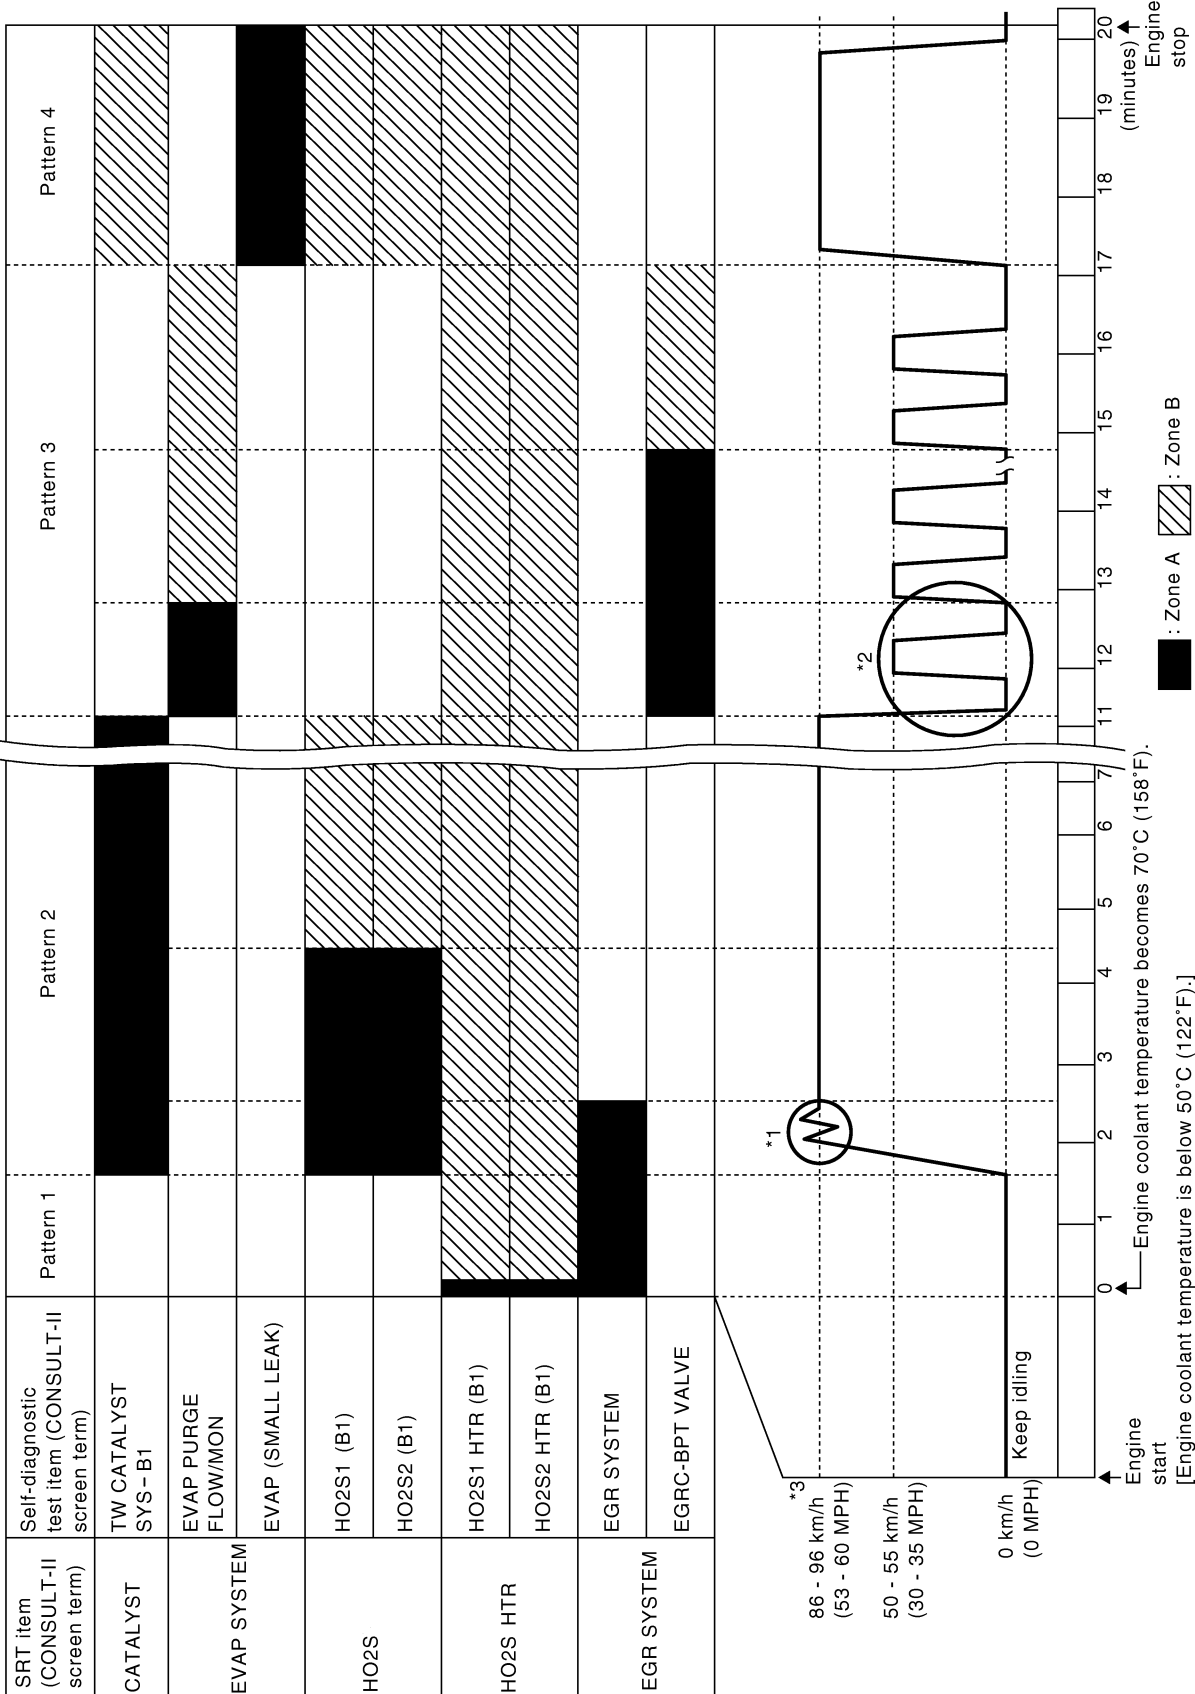 SRT item
(CONSULT-II
screen term)
Self-diagnostic
test item (CONSULT-II
screen term)
Pattern 1
Pattern 2
Pattern 3
Pattern 4
CATALYST
TW CATALYST
SYS-B1
EVAP SYSTEM
EVAP PURGE
FLOW/MON
EVAP (SMALL LEAK)
HO2S
HO2S1 (B1)
HO2S2 (B1)
HO2S HTR
HO2S1 HTR (B1)
HO2S2 HTR (B1)
EGR SYSTEM
EGR SYSTEM
EGRC-BPT VALVE
*3
86 - 96 km/h
(53 - 60 MPH)
50 - 55 km/h
(30 - 35 MPH)
0 km/h
(0 MPH)
Keep idling
*1
*2
0 1 2 3 4 5 6 7 11 12 13 14 15 16 17 18 19 20
(minutes)
Engine
start
Engine coolant temperature becomes 70°C (158°F).
Engine
stop
[Engine coolant temperature is below 50°C (122°F).]
: Zone A : Zone B